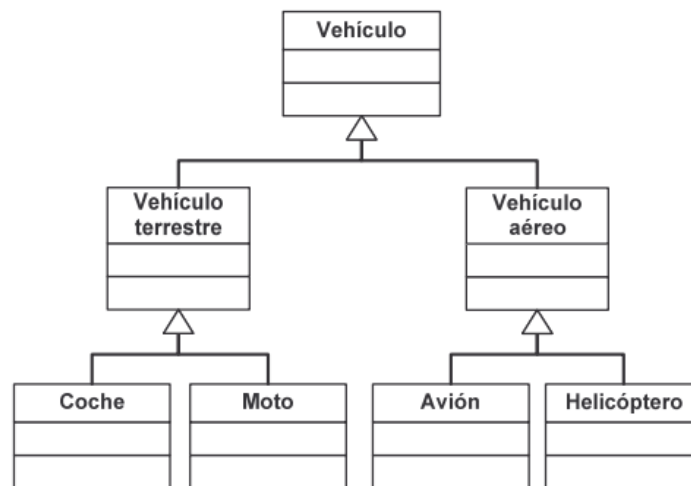 Vehículo
Vehículo
terrestre
Vehículo
aéreo
Coche
Moto
Avión
Helicóptero